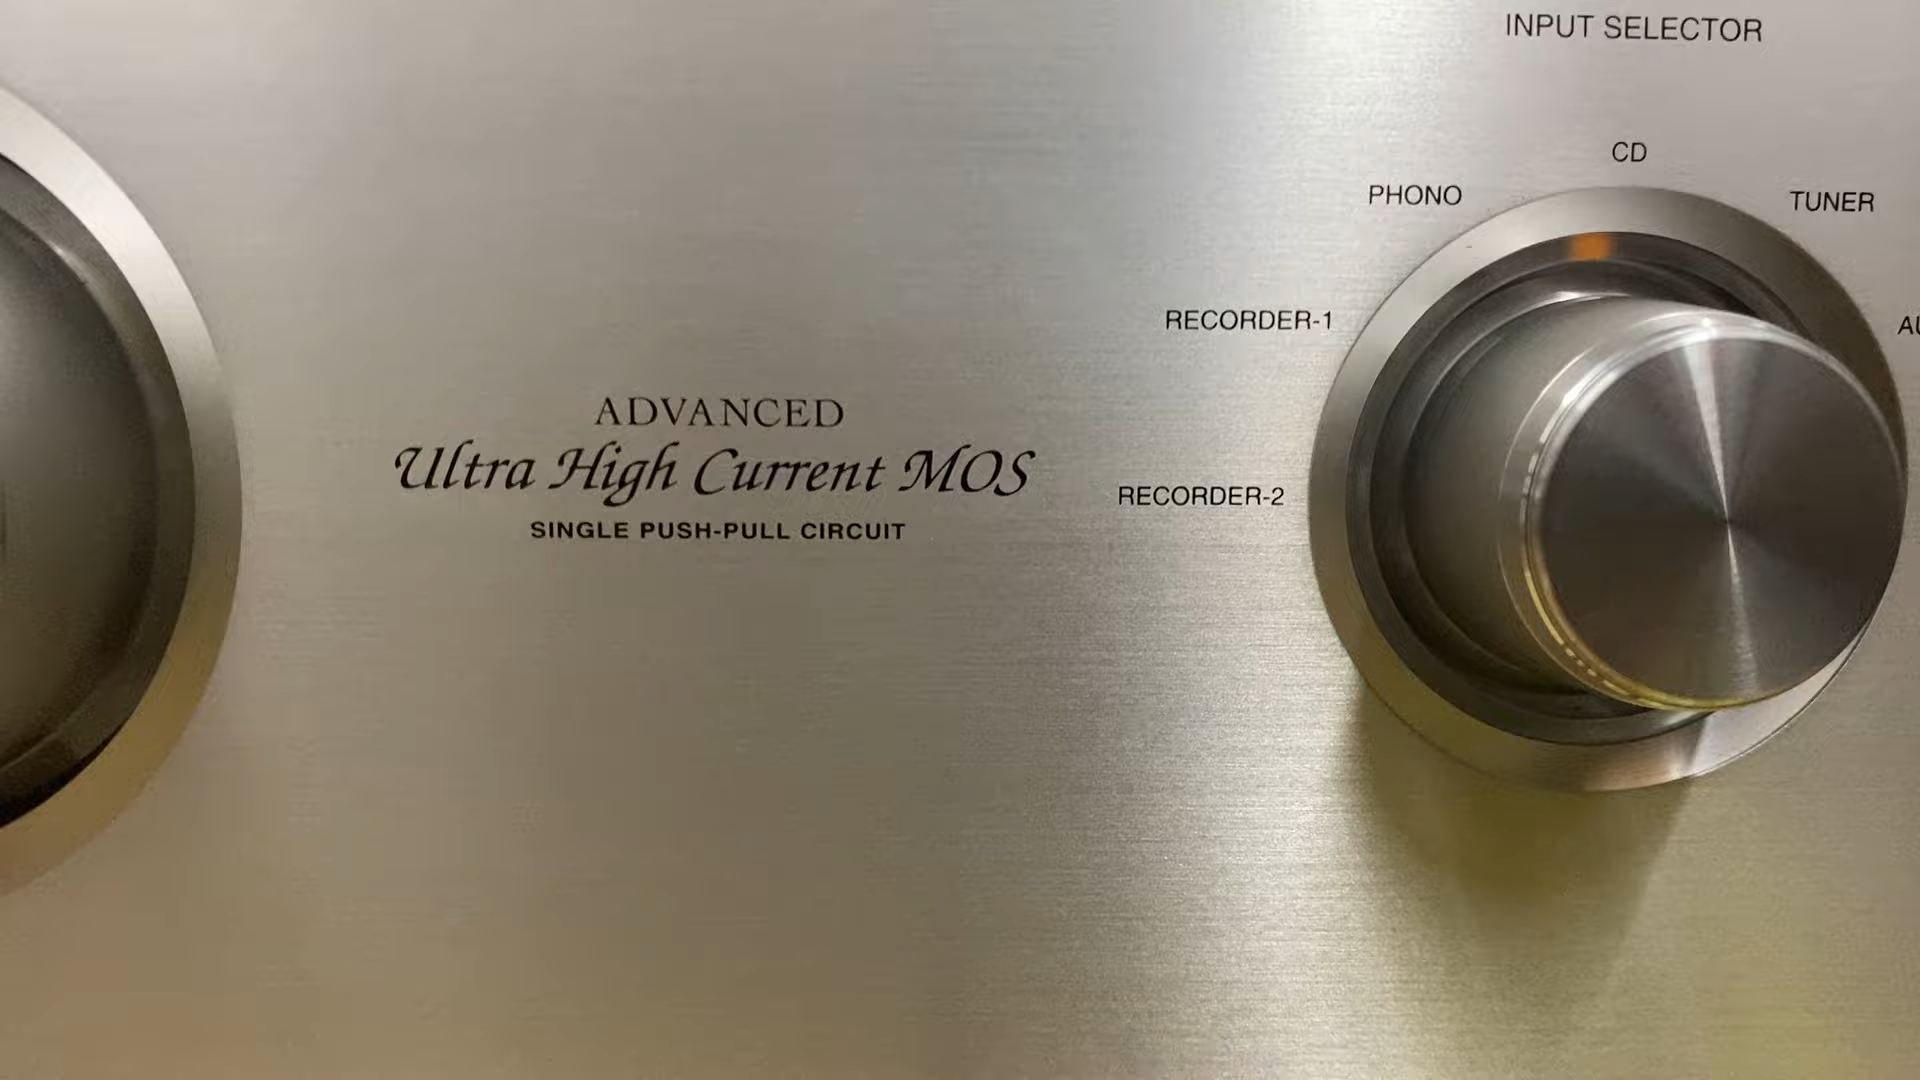 INPUT SELECTOR
CD
PHONO
TUNER
RECORDER-1
ADVANCED
Ultra High Current MOS
RECORDER-2
SINGLE PUSH-PULL CIRCUIT